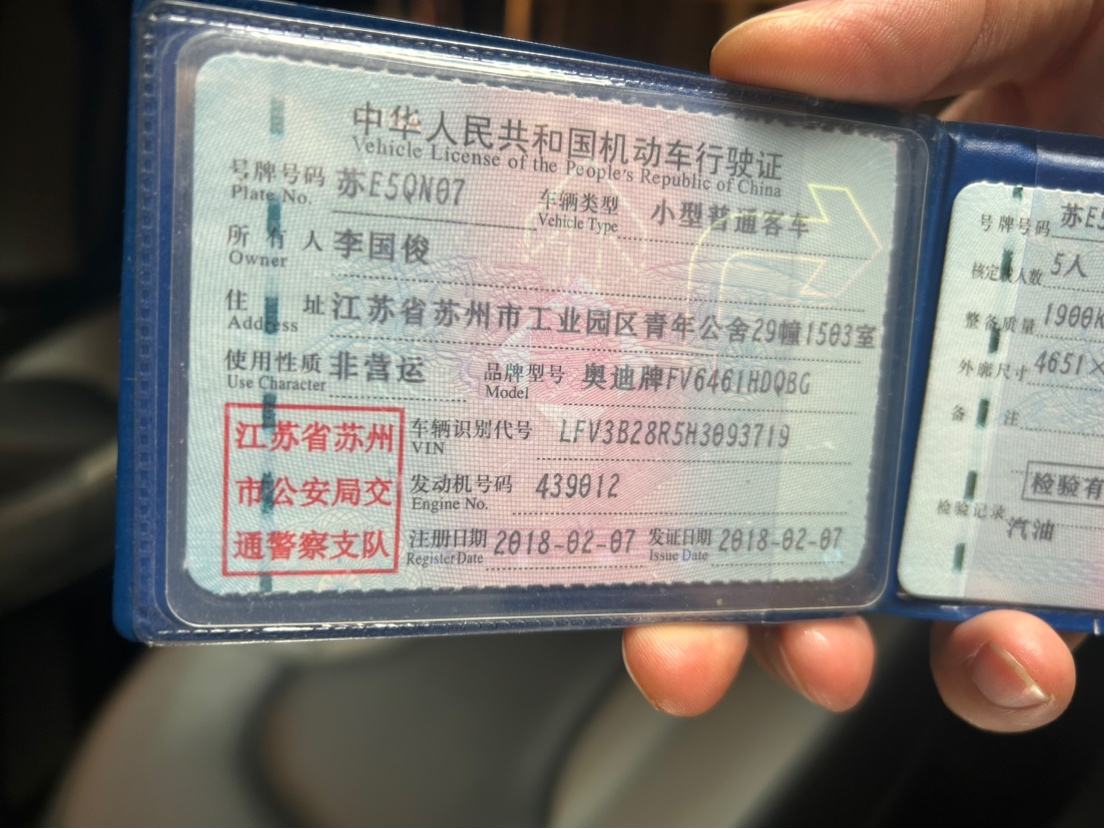 中华人民共和国机动车行驶证
Vehicle License of the People's Republic of China
号牌号码 苏E5QN07 车辆类型 小型普通客车
Plate No. Vehicle Type
所有人 李国俊
Owner
住址 江苏省苏州市工业园区青年公舍29幢1503室
Address
使用性质 非营运 品牌型号 奥迪牌FV6461HDQBG
Use Character Model
江苏省苏州
市公安局交
通警察支队
车辆识别代号 LFV3B28R5H3093719
VIN
发动机号码 439012
Engine No.
注册日期 2018-02-07 发证日期 2018-02-07
Register Date Issue Date
号牌号码 苏E5
核定载人数 5人
整备质量 1900K
外廓尺寸 4651×
备注
检验有
检验记录
汽油